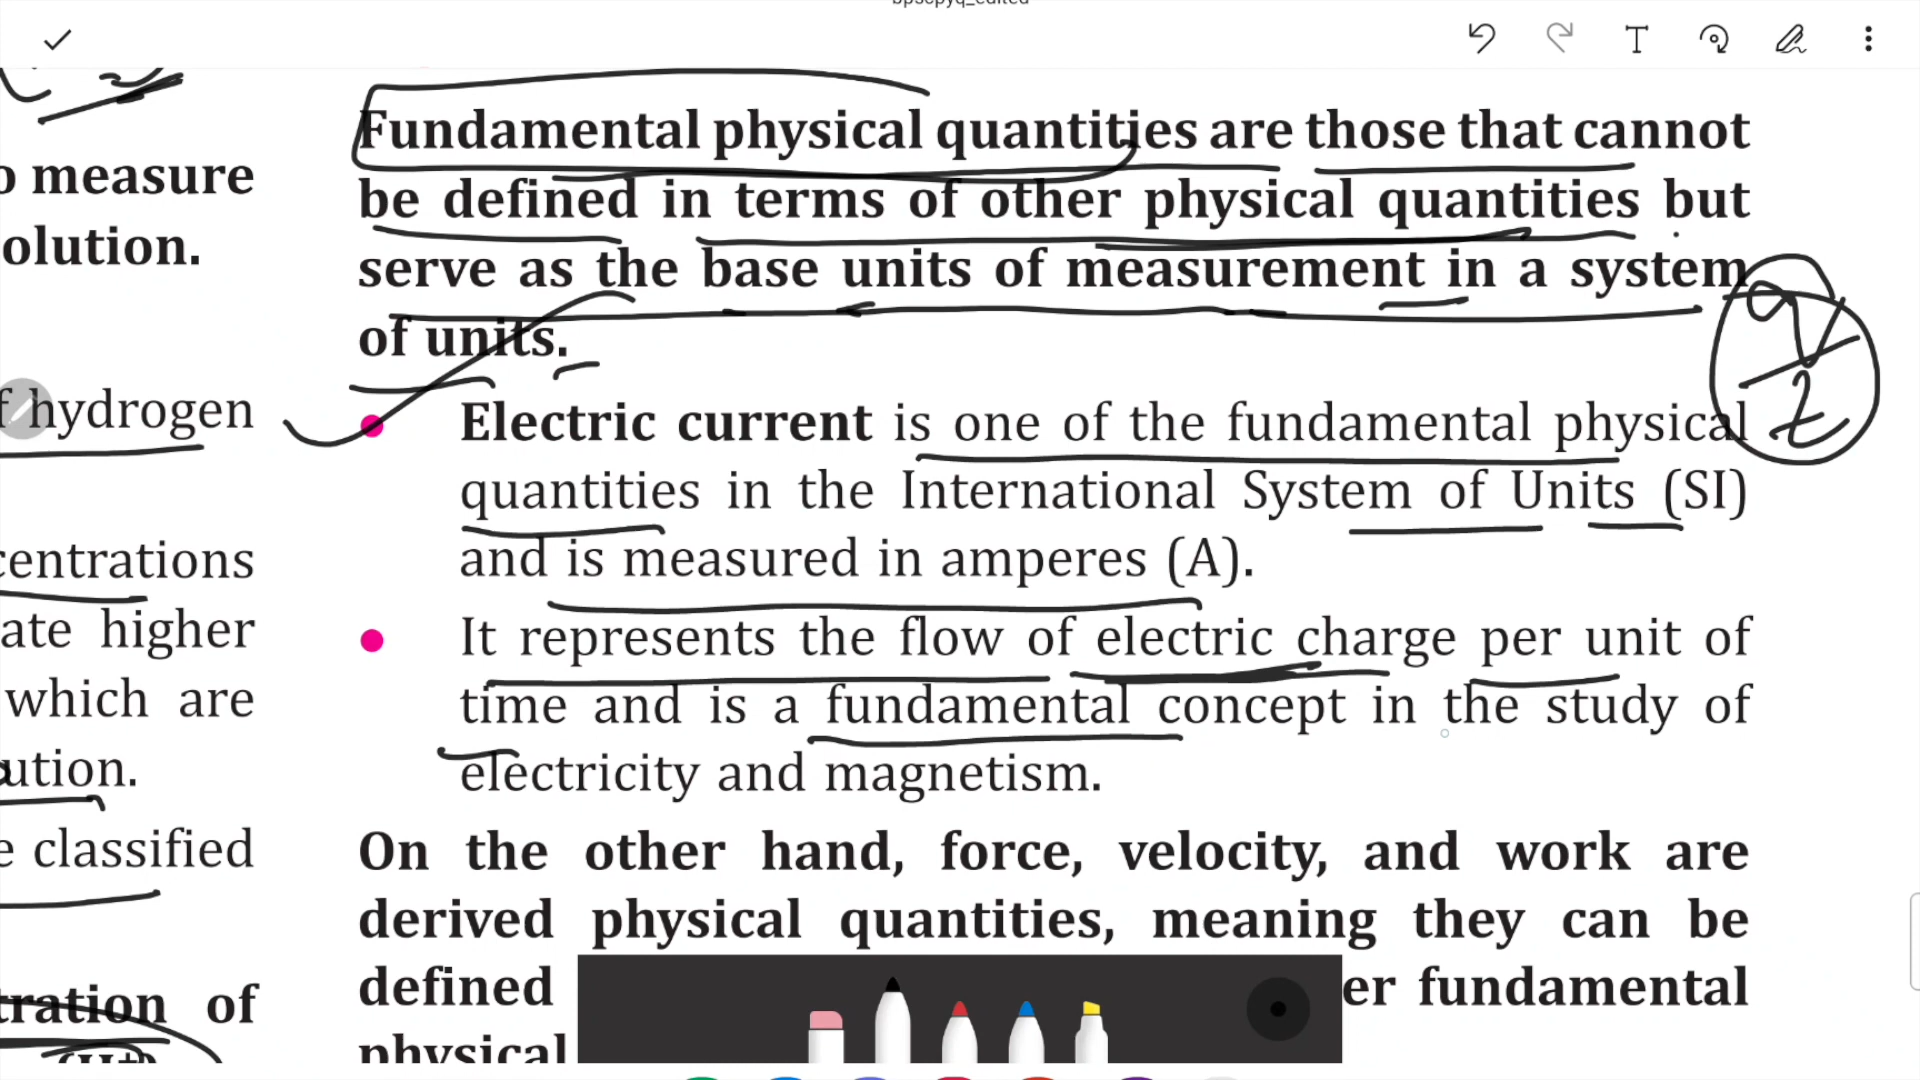 o measure
olution.
f hydrogen
centrations
ate higher
which are
ution.
e classified
tration of
Fundamental physical quantities are those that cannot
be defined in terms of other physical quantities but
serve as the base units of measurement in a system
of units.
Electric current is one of the fundamental physical
quantities in the International System of Units (SI)
and is measured in amperes (A).
It represents the flow of electric charge per unit of
time and is a fundamental concept in the study of
electricity and magnetism.
On the other hand, force, velocity, and work are
derived physical quantities, meaning they can be
defined er fundamental
physical
q
t